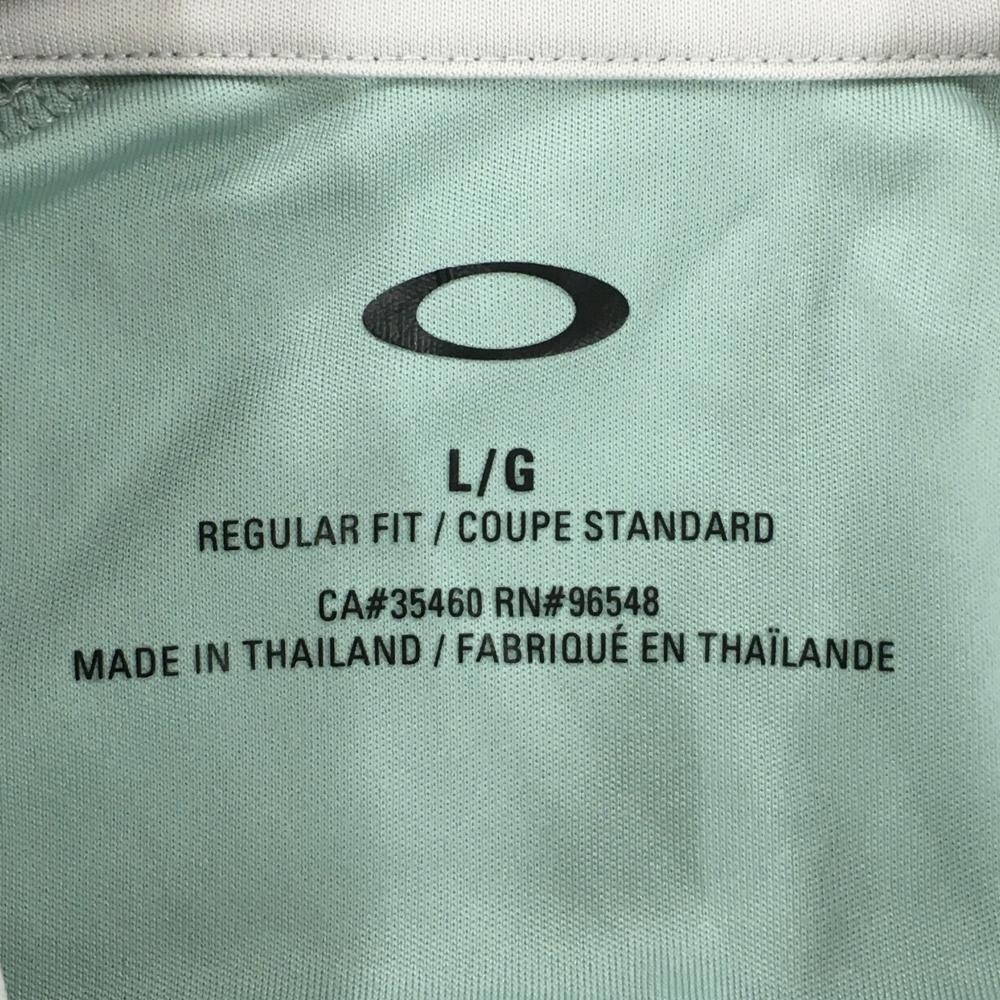 L/G
REGULAR FIT / COUPE STANDARD
CA#35460 RN#96548
MADE IN THAILAND / FABRIQUÉ EN THAÏLANDE